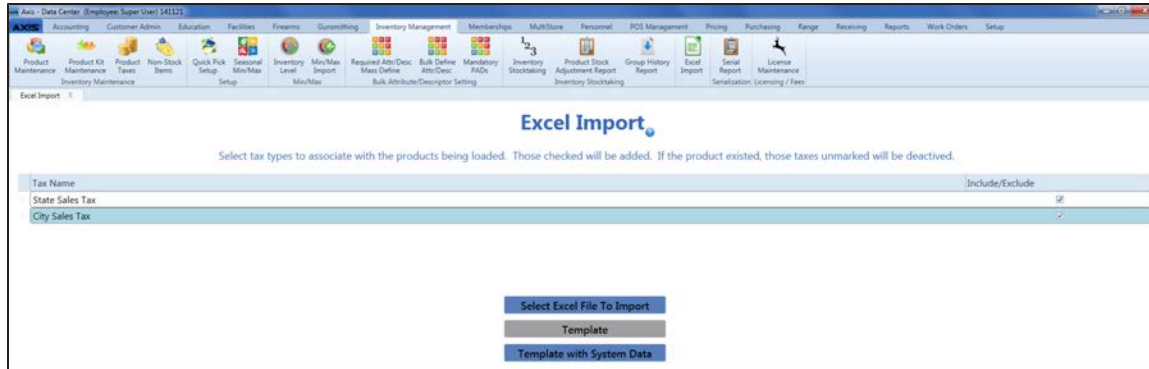 Axis - Data Center (Employee: Super User) 141121
AXIS Accounting Customer Admin Education Facilities Firearms Gunsmithing Inventory Management Memberships MultiStore Personnel POS Management Pricing Purchasing Range Receiving Reports Work Orders Setup
1 2 3
Product Product Kit Product Non-Stock Quick Pick Seasonal Inventory Min/Max Required Attr/Desc Bulk Define Mandatory Inventory Product Stock Group History Excel Serial License
Maintenance Maintenance Taxes Items Setup Min/Max Level Import Mass Define Attr/Desc PADs Stocktaking Adjustment Report Report Import Report Maintenance
Inventory Maintenance Setup Min/Max Bulk Attribute/Descriptor Setting Inventory Stocktaking Serialization Licensing / Fees
Excel Import
Excel Import
Select tax types to associate with the products being loaded. Those checked will be added. If the product existed, those taxes unmarked will be deactived.
Tax Name Include/Exclude
State Sales Tax
City Sales Tax
Select Excel File To Import
Template
Template with System Data